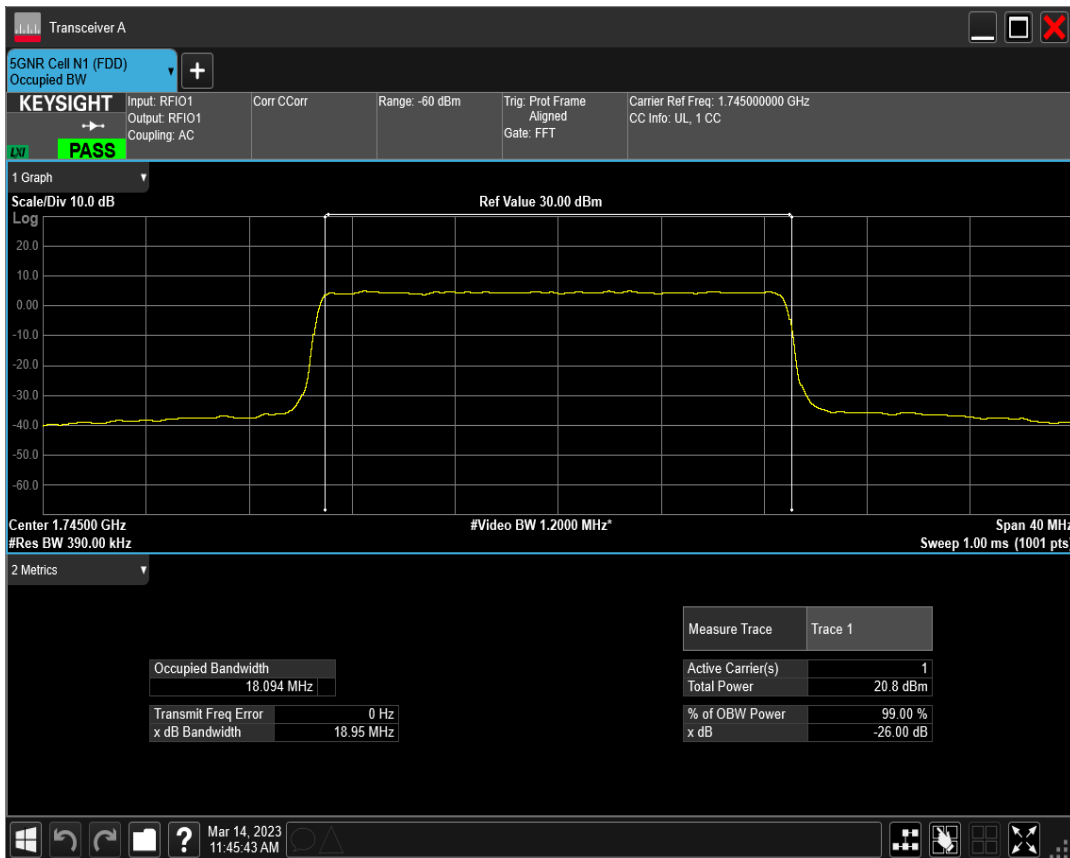 Transceiver A
5GNR Cell N1 (FDD)
Occupied BW
KEYSIGHT
LXI
PASS
Input: RFIO1
Output: RFIO1
Coupling: AC
Corr CCorr
Range: -60 dBm
Trig: Prot Frame
Aligned
Gate: FFT
Carrier Ref Freq: 1.745000000 GHz
CC Info: UL, 1 CC
1 Graph
Scale/Div 10.0 dB
Ref Value 30.00 dBm
Log
20.0
10.0
0.00
-10.0
-20.0
-30.0
-40.0
-50.0
-60.0
Center 1.74500 GHz
#Video BW 1.2000 MHz*
Span 40 MHz
#Res BW 390.00 kHz
Sweep 1.00 ms (1001 pts)
2 Metrics
Measure Trace Trace 1
Occupied Bandwidth
18.094 MHz
Active Carrier(s) 1
Total Power 20.8 dBm
Transmit Freq Error 0 Hz
x dB Bandwidth 18.95 MHz
% of OBW Power 99.00 %
x dB -26.00 dB
?
Mar 14, 2023
11:45:43 AM